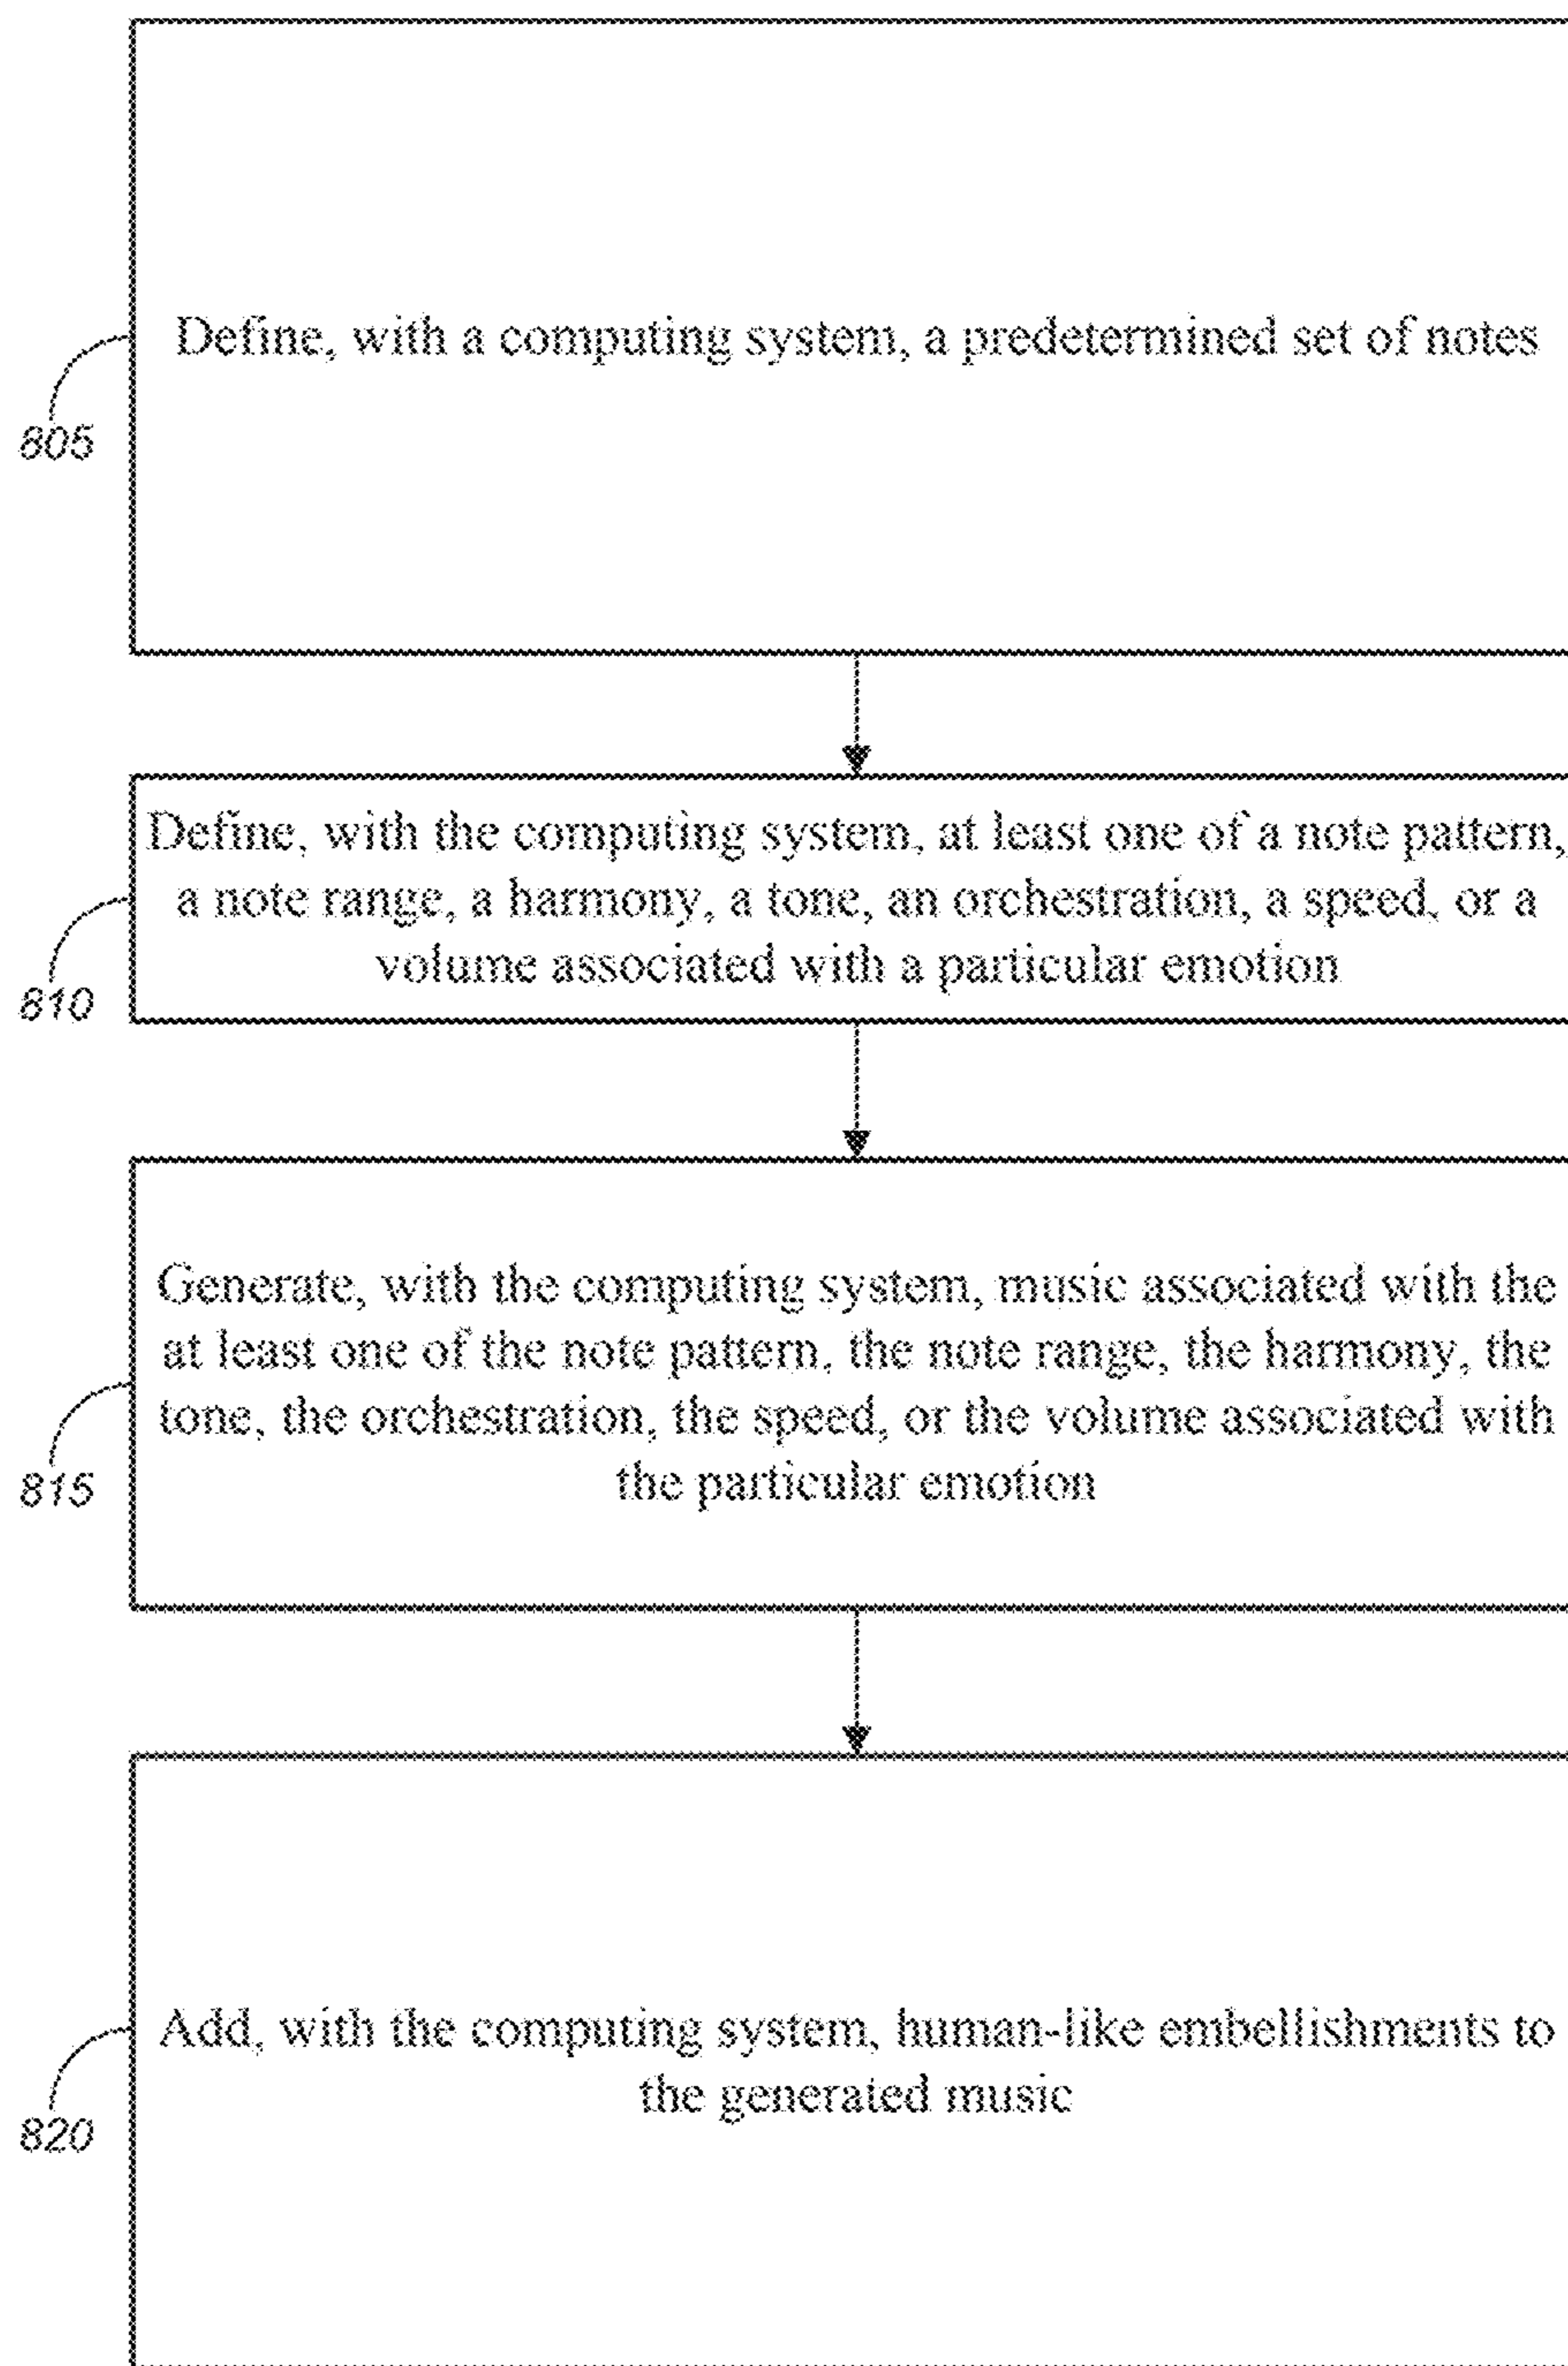 Define, with a computing system, a predetermined set of notes
805
Define, with the computing system, at least one of a note pattern,
a note range, a harmony, a tone, an orchestration, a speed, or a
volume associated with a particular emotion
810
Generate, with the computing system, music associated with the
at least one of the note pattern, the note range, the harmony, the
tone, the orchestration, the speed, or the volume associated with
the particular emotion
815
Add, with the computing system, human-like embellishments to
the generated music
820